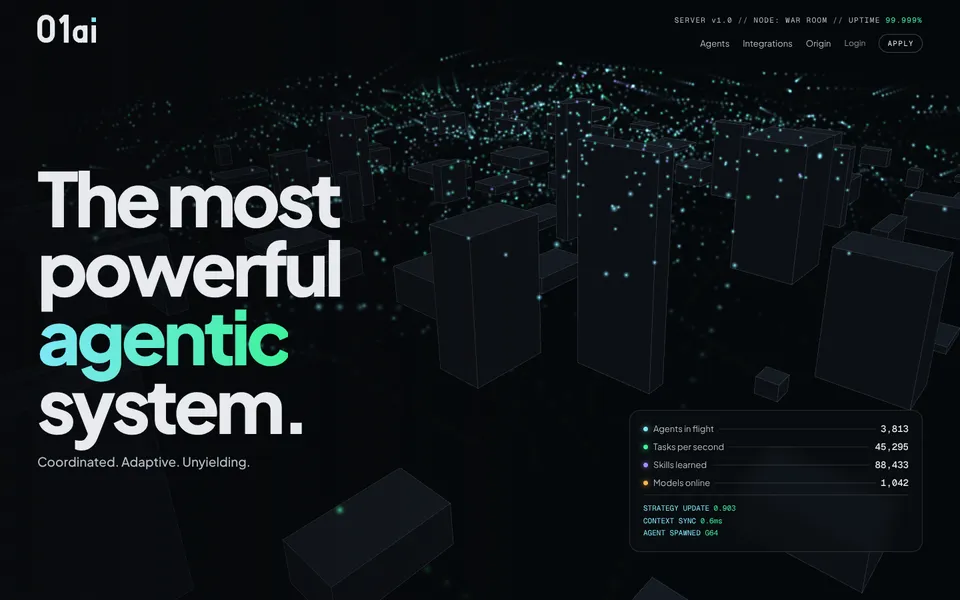 01ai
SERVER v1.0 // NODE: WAR ROOM // UPTIME 99.999%
Agents Integrations Origin Login APPLY
The most
powerful
agentic
system.
Coordinated. Adaptive. Unyielding.
Agents in flight 3,813
Tasks per second 45,295
Skills learned 88,433
Models online 1,042
STRATEGY UPDATE 0.903
CONTEXT SYNC 0.6ms
AGENT SPAWNED G64